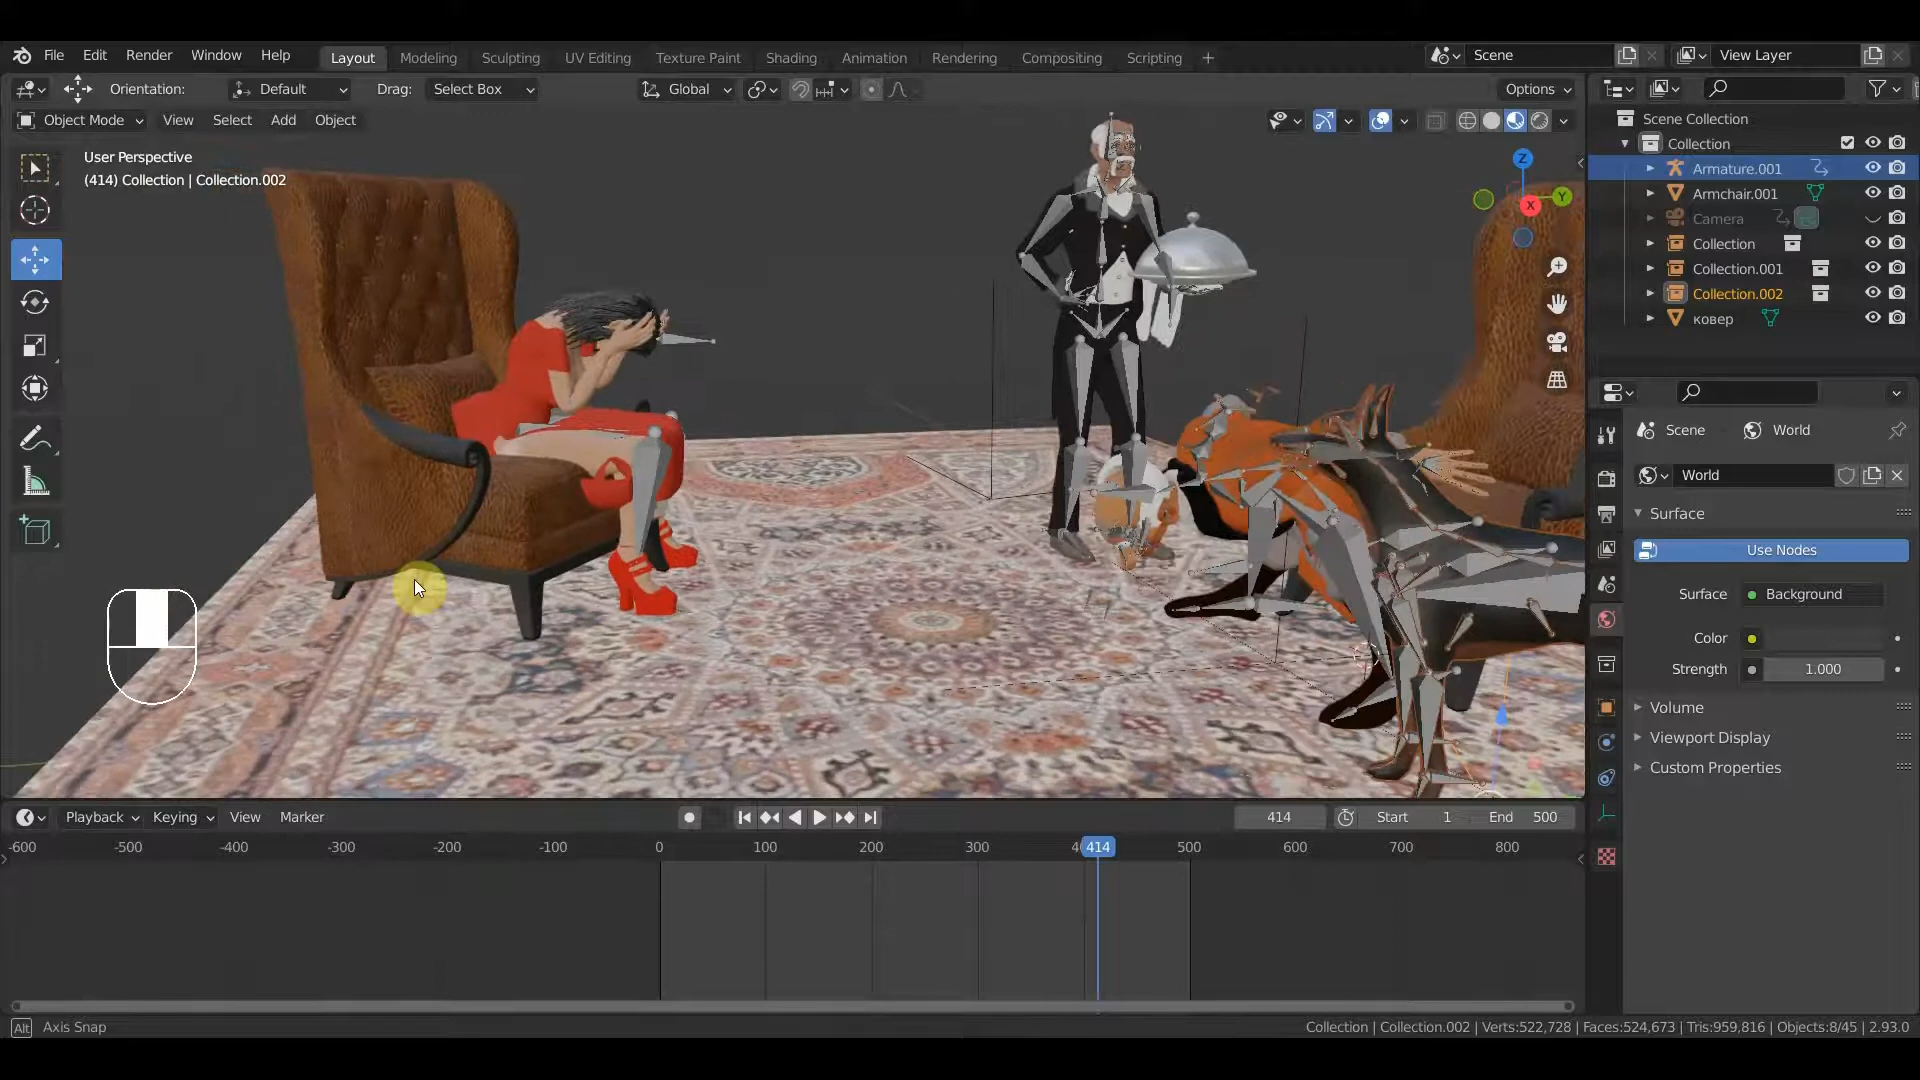 File Edit Render Window Help Layout Modeling Sculpting UV Editing Texture Paint Shading Animation Rendering Compositing Scripting + Scene View Layer
Orientation: Default Drag: Select Box Global Options
Object Mode View Select Add Object
User Perspective
(414) Collection | Collection.002
Z
Y
X
Scene Collection
Collection
Armature.001
Armchair.001
Camera
Collection
Collection.001
Collection.002
ковер
Scene World
World
Surface
Use Nodes
Surface Background
Color
Strength 1.000
Volume
Viewport Display
Custom Properties
Playback Keying View Marker 414 Start 1 End 500
-600 -500 -400 -300 -200 -100 0 100 200 300 414 500 600 700 800
Alt Axis Snap Collection | Collection.002 | Verts:522,728 | Faces:524,673 | Tris:959,816 | Objects:8/45 | 2.93.0